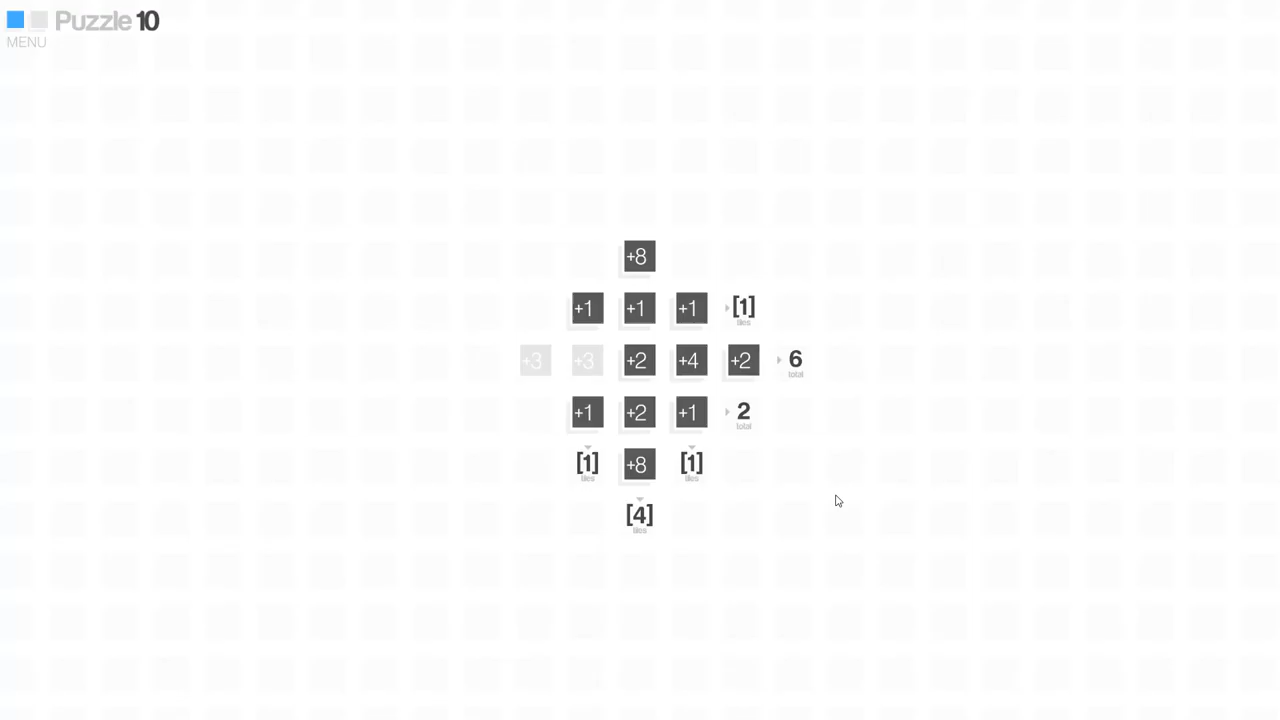 Puzzle 10
MENU
+8
+1 +1 +1 [1]
tiles
+3 +3 +2 +4 +2 6
total
+1 +2 +1 2
total
[1] +8 [1]
tiles tiles
[4]
tiles